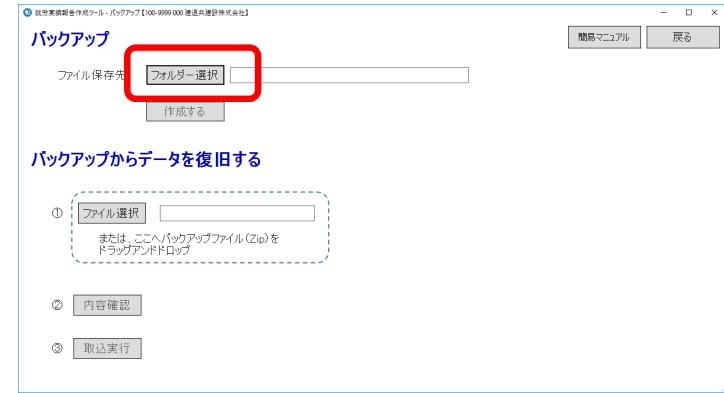 就労実績報告作成ツール - バックアップ 【100-9999-000 建退共建設株式会社】
バックアップ
簡易マニュアル
戻る
ファイル保存先
フォルダー選択
作成する
バックアップからデータを復旧する
①
ファイル選択
または、ここへバックアップファイル(Zip)を
ドラッグアンドドロップ
②
内容確認
③
取込実行